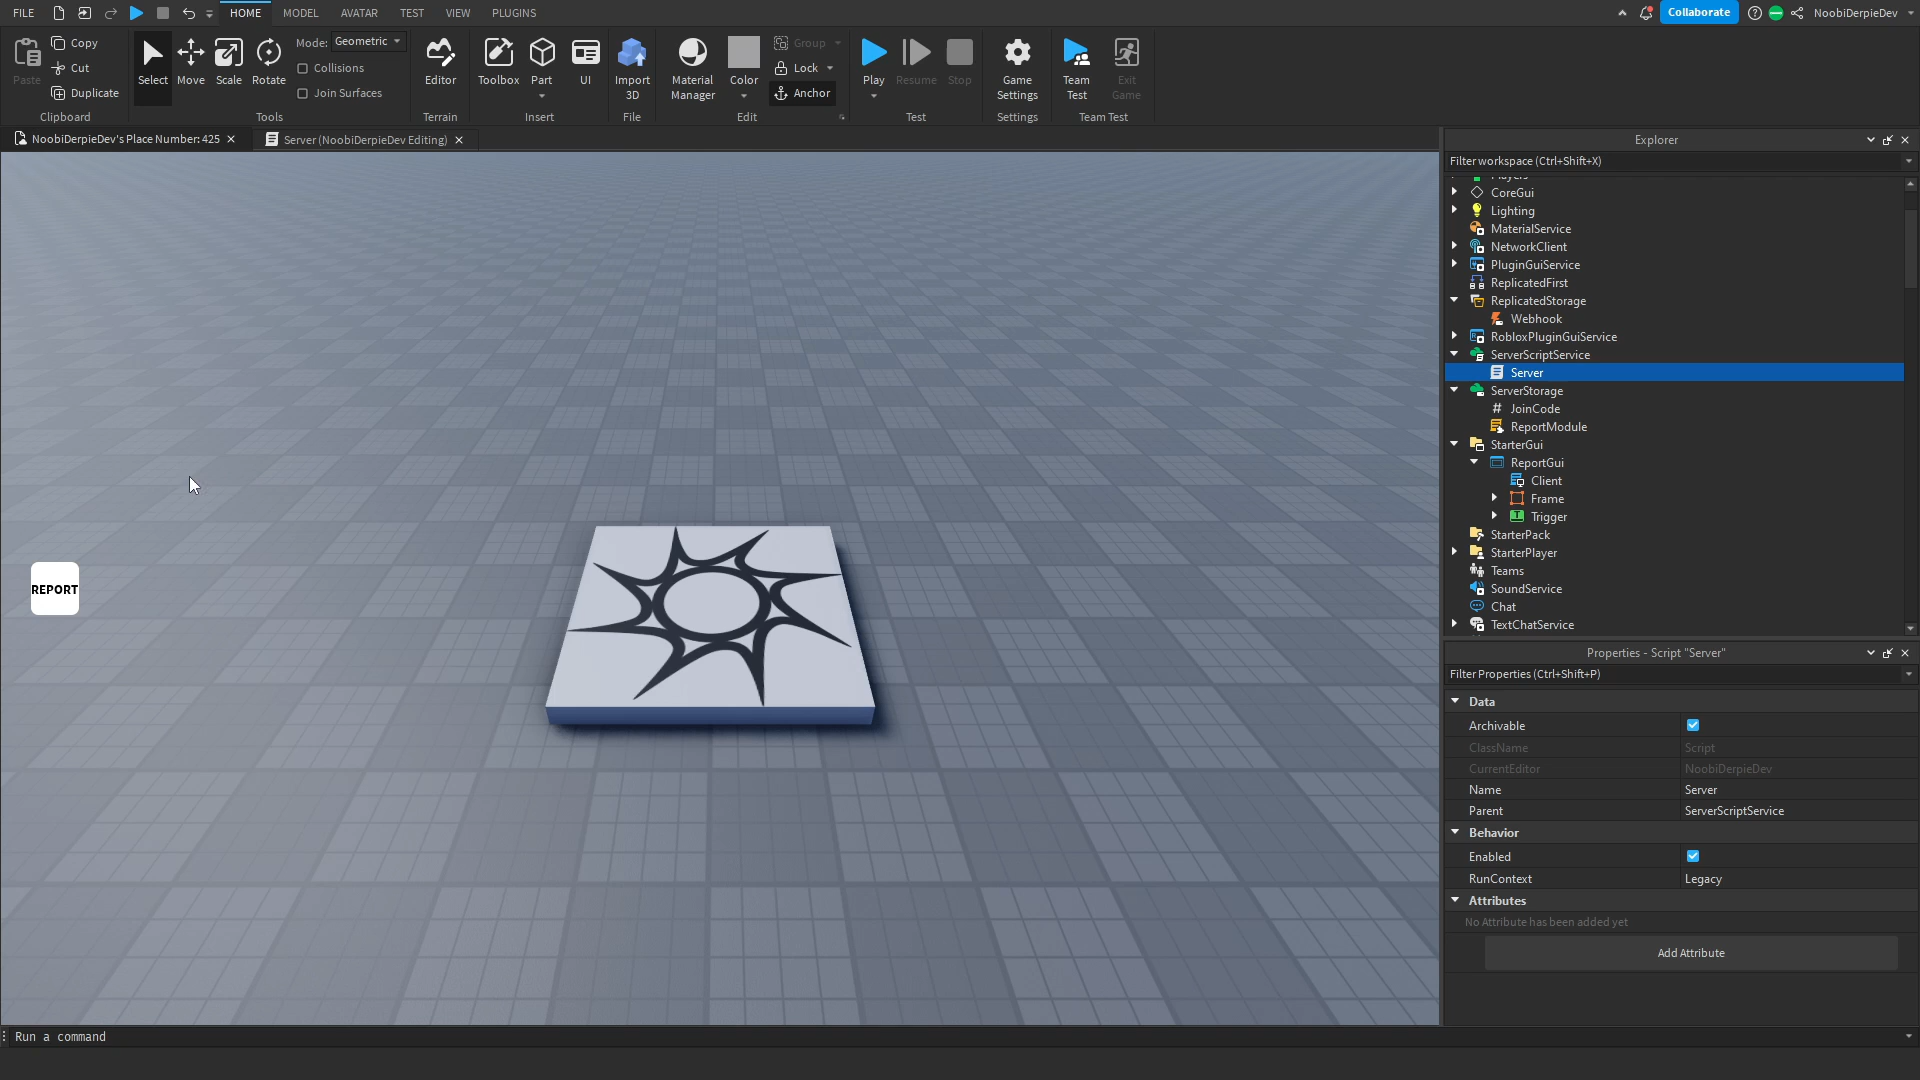 FILE
HOME
MODEL
AVATAR
TEST
VIEW
PLUGINS
Collaborate
NoobiDerpieDev
Paste
Copy
Cut
Duplicate
Clipboard
Select
Move
Scale
Rotate
Mode: Geometric
Collisions
Join Surfaces
Tools
Editor
Terrain
Toolbox
Part
UI
Insert
Import
3D
File
Material
Manager
Color
Group
Lock
Anchor
Edit
Play
Resume
Stop
Test
Game
Settings
Settings
Team
Test
Exit
Game
Team Test
NoobiDerpieDev's Place Number: 425
Server (NoobiDerpieDev Editing)
REPORT
Explorer
Filter workspace (Ctrl+Shift+X)
Players
CoreGui
Lighting
MaterialService
NetworkClient
PluginGuiService
ReplicatedFirst
ReplicatedStorage
Webhook
RobloxPluginGuiService
ServerScriptService
Server
ServerStorage
# JoinCode
ReportModule
StarterGui
ReportGui
Client
Frame
Trigger
StarterPack
StarterPlayer
Teams
SoundService
Chat
TextChatService
Properties - Script "Server"
Filter Properties (Ctrl+Shift+P)
Data
Archivable
ClassName Script
CurrentEditor NoobiDerpieDev
Name Server
Parent ServerScriptService
Behavior
Enabled
RunContext Legacy
Attributes
No Attribute has been added yet
Add Attribute
Run a command